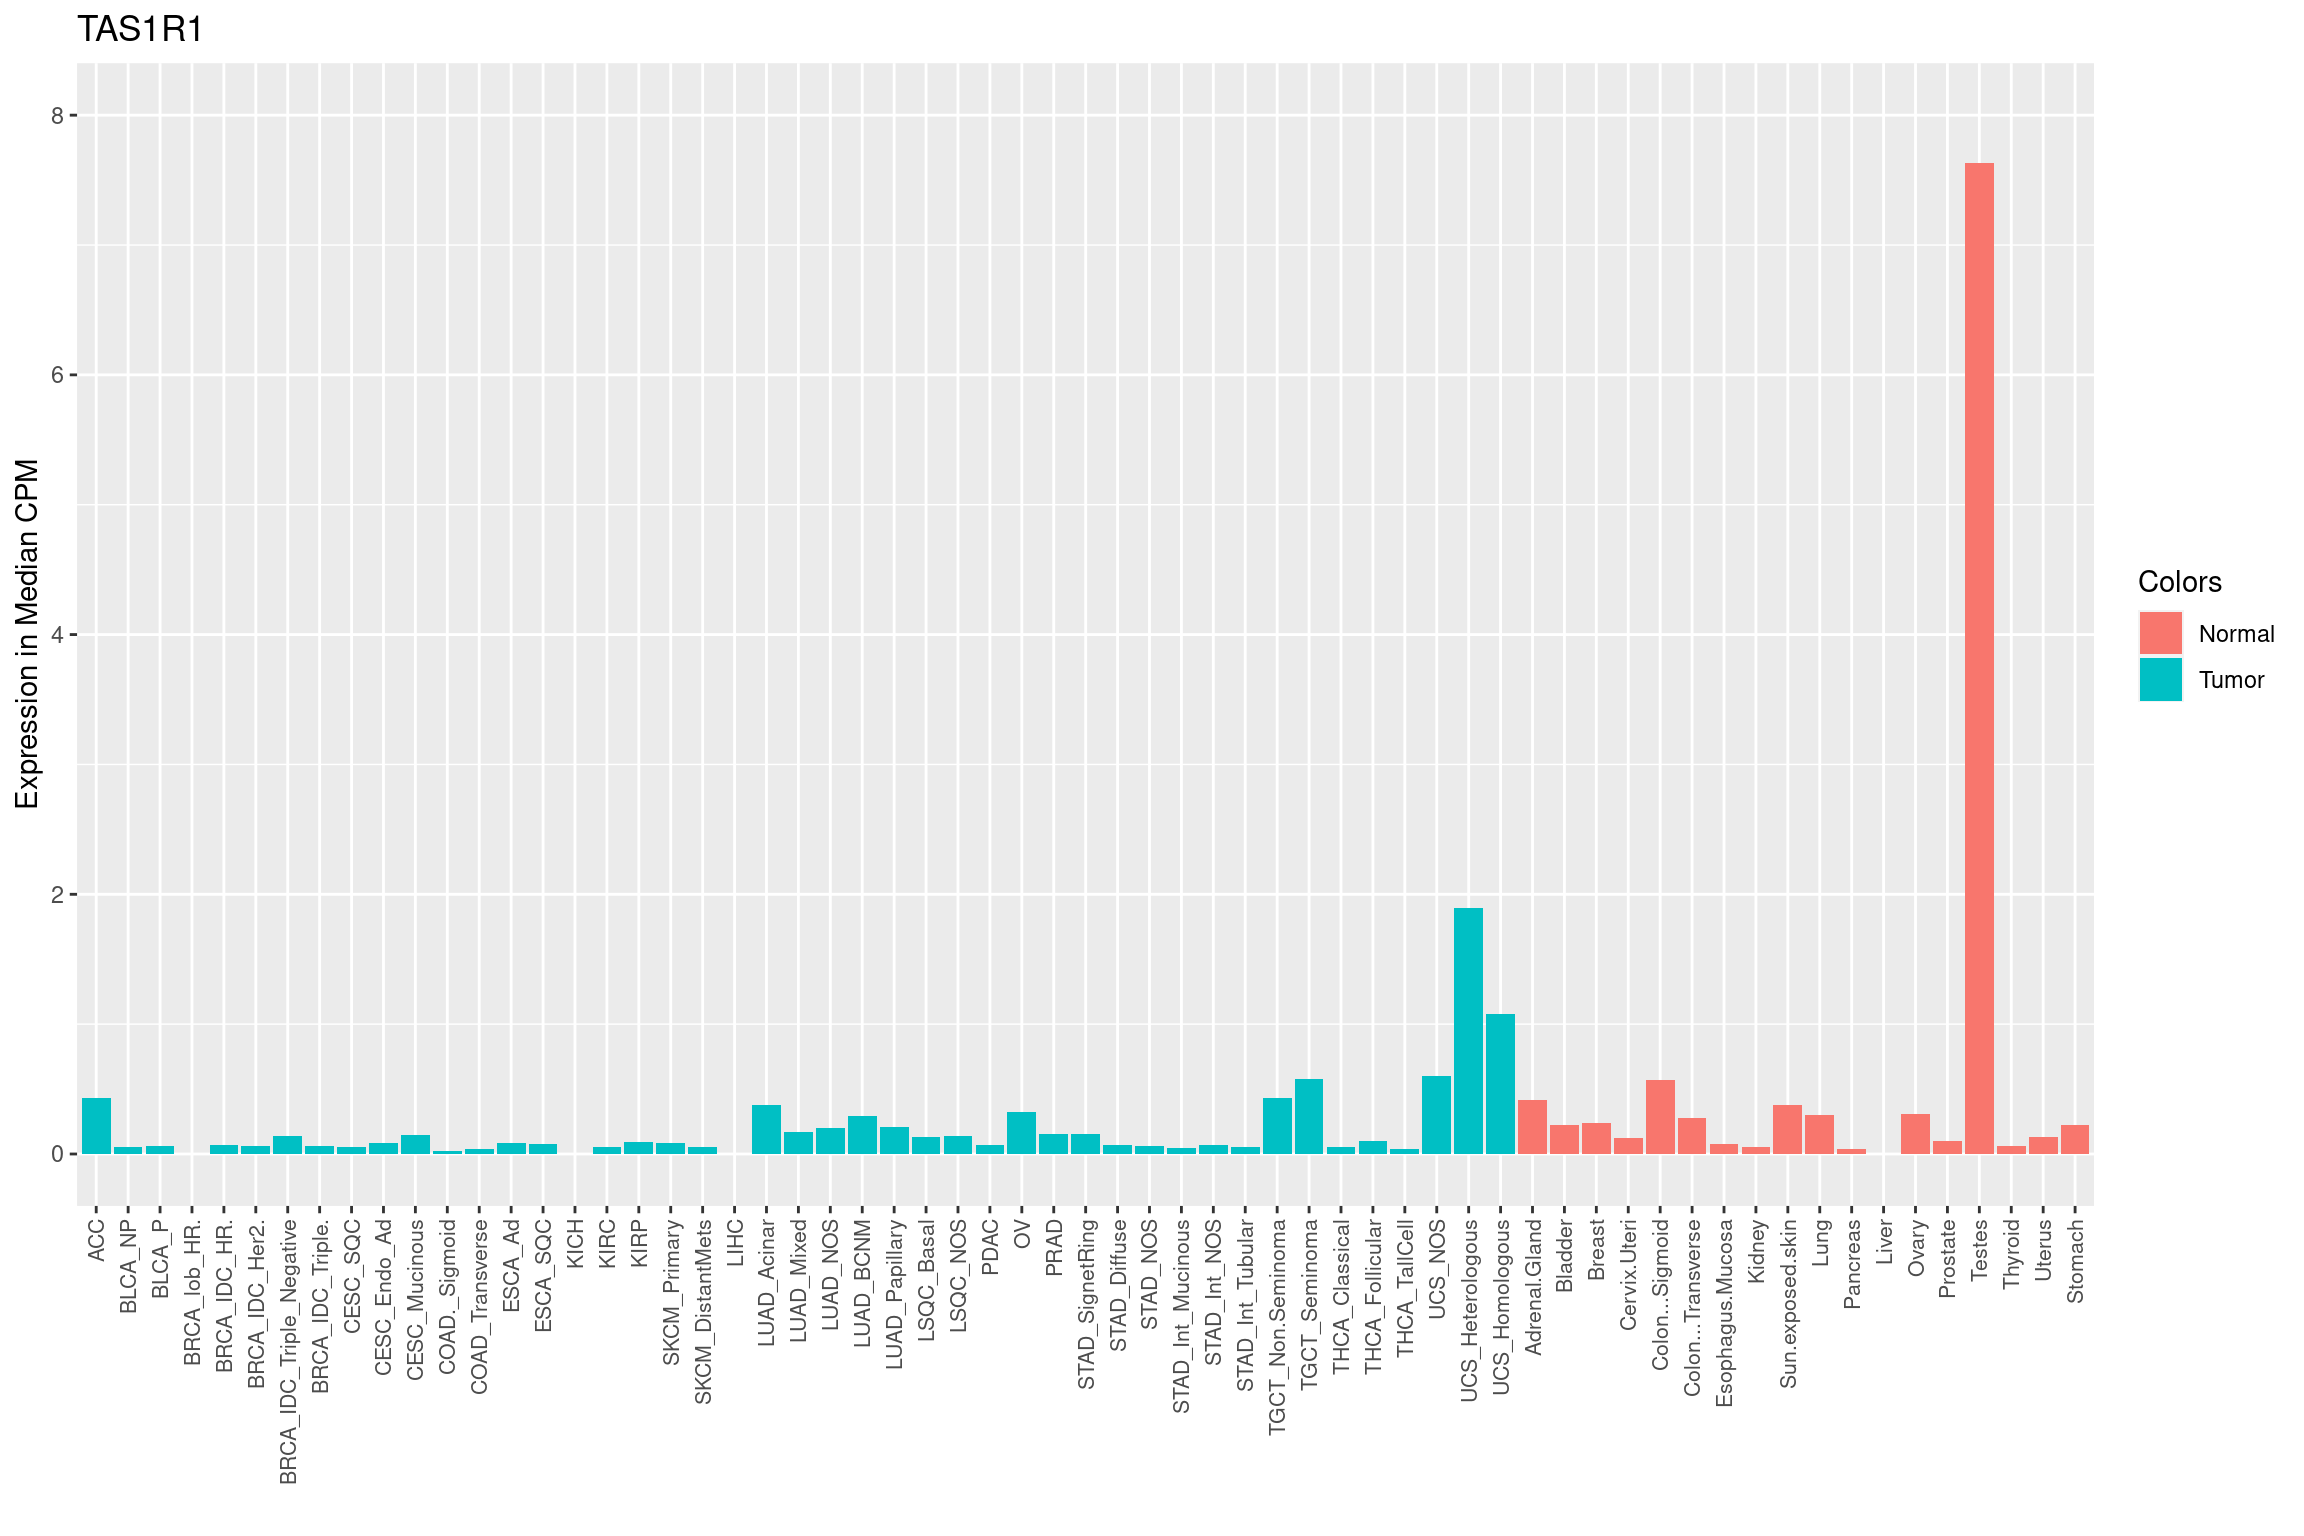 TAS1R1
Expression in Median CPM
8
6
4
2
0
ACC
BLCA_NP
BLCA_P
BRCA_lob_HR.
BRCA_IDC_HR.
BRCA_IDC_Her2.
BRCA_IDC_Triple_Negative
BRCA_IDC_Triple.
CESC_SQC
CESC_Endo_Ad
CESC_Mucinous
COAD._Sigmoid
COAD_Transverse
ESCA_Ad
ESCA_SQC
KICH
KIRC
KIRP
SKCM_Primary
SKCM_DistantMets
LIHC
LUAD_Acinar
LUAD_Mixed
LUAD_NOS
LUAD_BCNM
LUAD_Papillary
LSQC_Basal
LSQC_NOS
PDAC
OV
PRAD
STAD_SignetRing
STAD_Diffuse
STAD_NOS
STAD_Int_Mucinous
STAD_Int_NOS
STAD_Int_Tubular
TGCT_Non.Seminoma
TGCT_Seminoma
THCA_Classical
THCA_Follicular
THCA_TallCell
UCS_NOS
UCS_Heterologous
UCS_Homologous
Adrenal.Gland
Bladder
Breast
Cervix.Uteri
Colon...Sigmoid
Colon...Transverse
Esophagus.Mucosa
Kidney
Sun.exposed.skin
Lung
Pancreas
Liver
Ovary
Prostate
Testes
Thyroid
Uterus
Stomach
Colors
Normal
Tumor